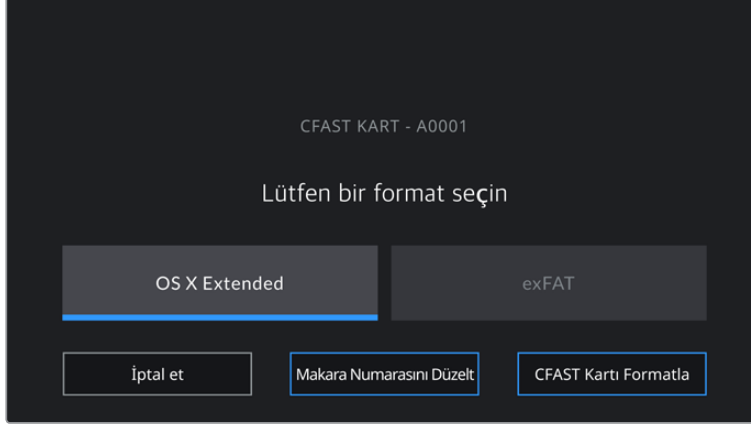 CFAST KART - A0001
Lütfen bir format seçin
OS X Extended
exFAT
İptal et
Makara Numarasını Düzelt
CFAST Kartı Formatla